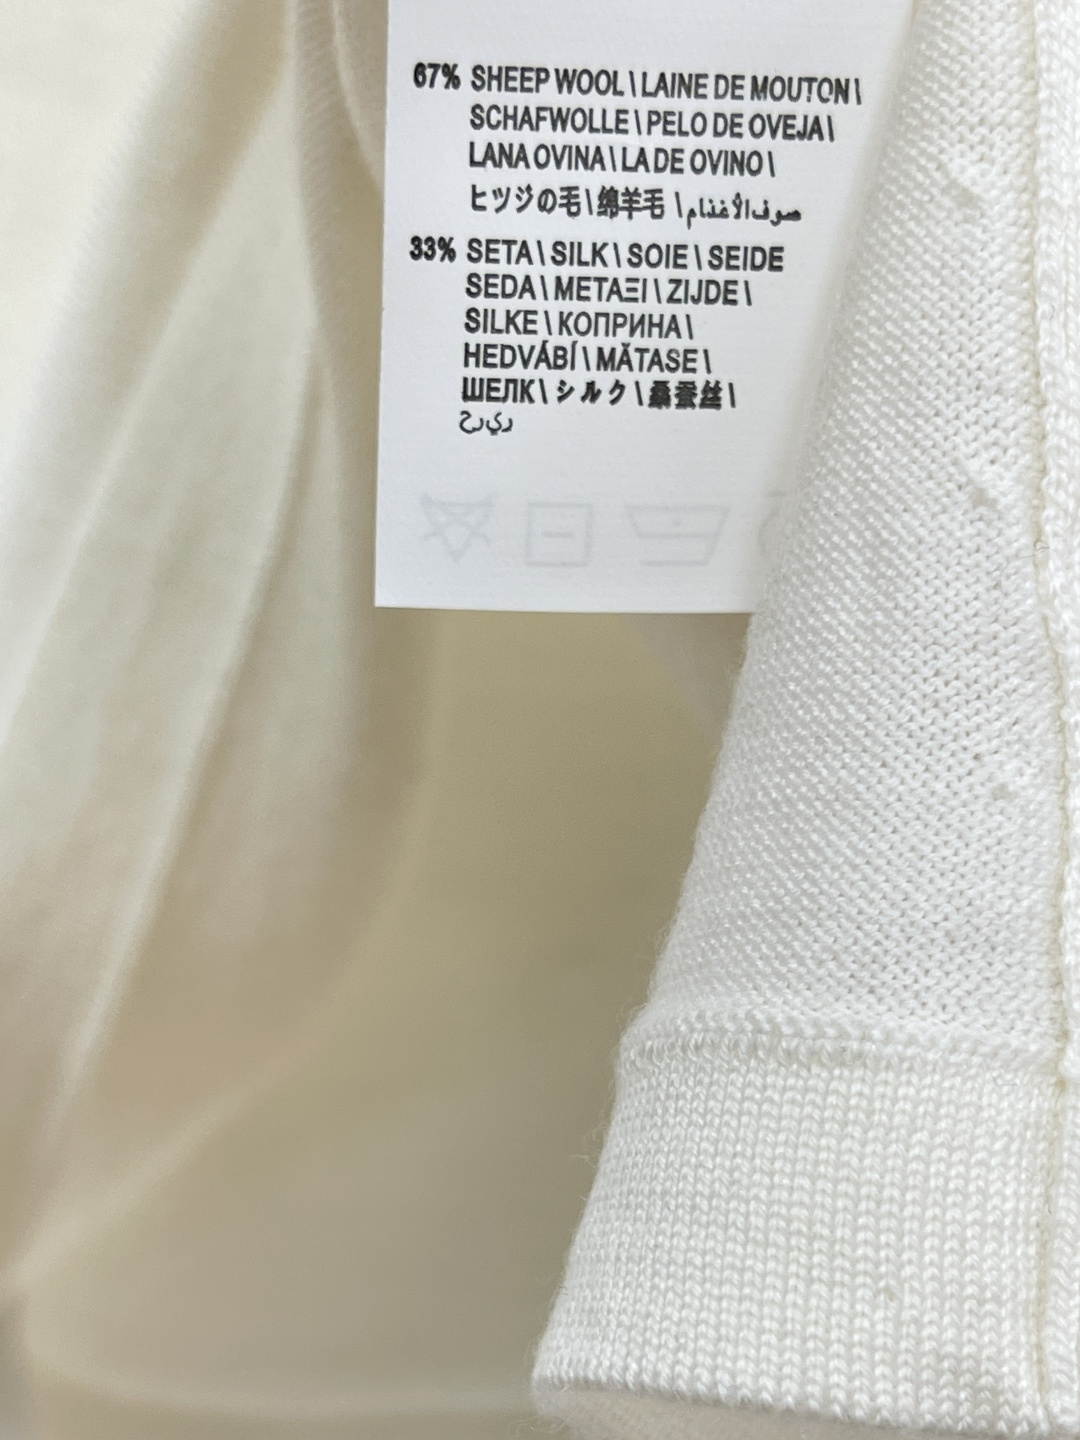 67% SHEEP WOOL \ LAINE DE MOUTON \
SCHAFWOLLE \ PELO DE OVEJA \
LANA OVINA \ LA DE OVINO \
ヒツジの毛 \ 绵羊毛 \ صوف الأغنام
33% SETA \ SILK \ SOIE \ SEIDE
SEDA \ METAΞI \ ZIJDE \
SILKE \ КОПРИНА \
HEDVÁBÍ \ MĂTASE \
ШЕЛК \ シルク \ 桑蚕丝 \
ريرح